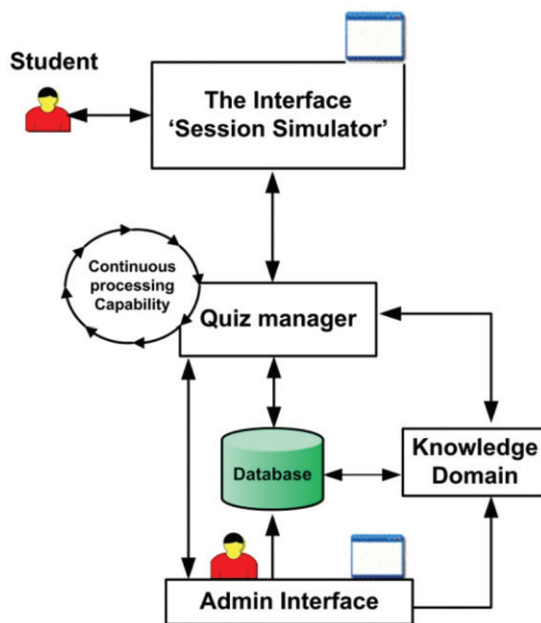 Student
The Interface
‘Session Simulator’
Continuous
processing
Capability
Quiz manager
Database
Knowledge
Domain
Admin Interface